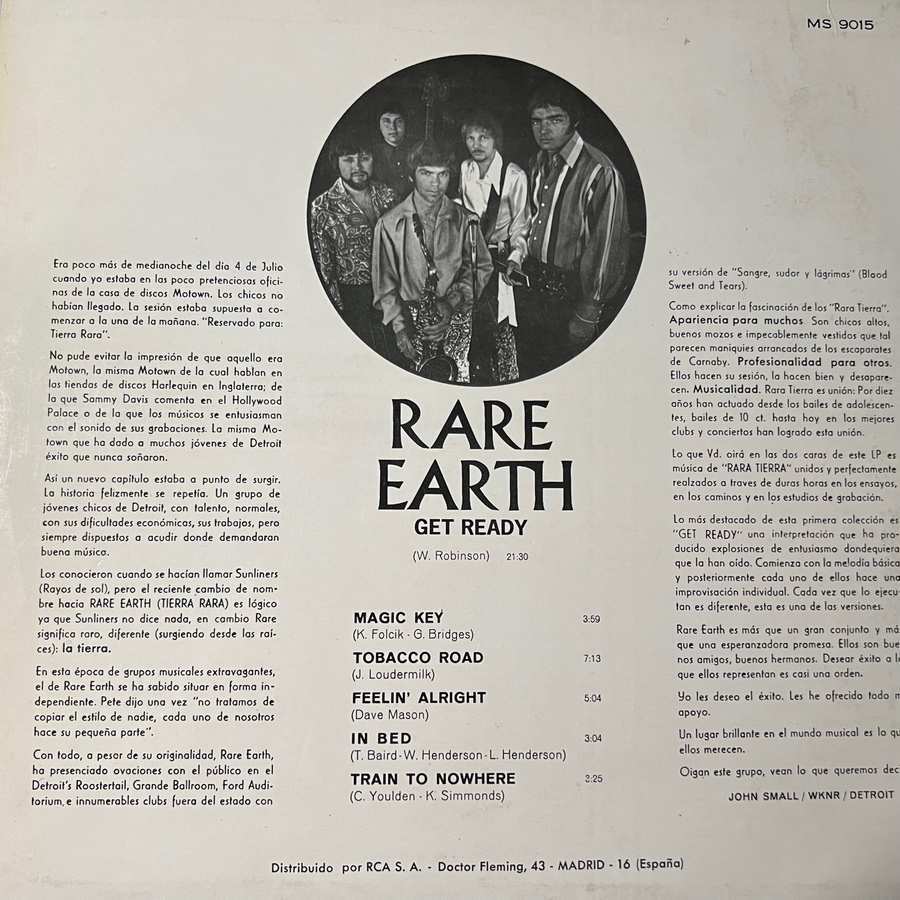 MS 9015
Era poco más de medianoche del día 4 de Julio
cuando yo estaba en las poco pretenciosas ofici-
nas de la casa de discos Motown. Los chicos no
habían llegado. La sesión estaba supuesta a co-
menzar a la una de la mañana. "Reservado para:
Tierra Rara".
No pude evitar la impresión de que aquello era
Motown, la misma Motown de la cual hablan en
las tiendas de discos Harlequin en Inglaterra; de
la que Sammy Davis comenta en el Hollywood
Palace o de la que los músicos se entusiasman
con el sonido de sus grabaciones. La misma Mo-
town que ha dado a muchos jóvenes de Detroit
éxito que nunca soñaron.
Así un nuevo capítulo estaba a punto de surgir.
La historia felizmente se repetía. Un grupo de
jóvenes chicos de Detroit, con talento, normales,
con sus dificultades económicas, sus trabajos, pero
siempre dispuestos a acudir donde demandaran
buena música.
Los conocieron cuando se hacían llamar Sunliners
(Rayos de sol), pero el reciente cambio de nom-
bre hacia RARE EARTH (TIERRA RARA) es lógico
ya que Sunliners no dice nada, en cambio Rare
significa raro, diferente (surgiendo desde las raí-
ces): la tierra.
En esta época de grupos musicales extravagantes,
el de Rare Earth se ha sabido situar en forma in-
dependiente. Pete dijo una vez "no tratamos de
copiar el estilo de nadie, cada uno de nosotros
hace su pequeña parte".
Con todo, a pesar de su originalidad, Rare Earth,
ha presenciado ovaciones con el público en el
Detroit's Roostertail, Grande Ballroom, Ford Audi-
torium, e innumerables clubs fuera del estado con
RARE
EARTH
GET READY
(W. Robinson) 21:30
MAGIC KEY 3:59
(K. Folcik - G. Bridges)
TOBACCO ROAD 7:13
(J. Loudermilk)
FEELIN' ALRIGHT 5:04
(Dave Mason)
IN BED 3:04
(T. Baird-W. Henderson-L. Henderson)
TRAIN TO NOWHERE 3:25
(C. Youlden - K. Simmonds)
su versión de "Sangre, sudor y lágrimas" (Blood
Sweet and Tears).
Como explicar la fascinación de los "Rara Tierra".
Apariencia para muchos. Son chicos altos,
buenos mozos e impecablemente vestidos que tal
parecen maniquies arrancados de los escaparates
de Carnaby. Profesionalidad para otros.
Ellos hacen su sesión, la hacen bien y desapare-
cen. Musicalidad. Rara Tierra es unión: Por diez
años han actuado desde los bailes de adolescen-
tes, bailes de 10 ct. hasta hoy en los mejores
clubs y conciertos han logrado esta unión.
Lo que Vd. oirá en las dos caras de este LP es
música de "RARA TIERRA" unidos y perfectamente
realzados a traves de duras horas en los ensayos,
en los caminos y en los estudios de grabación.
Lo más destacado de esta primera colección es
"GET READY" una interpretación que ha pro-
ducido explosiones de entusiasmo dondequiera
que la han oído. Comienza con la melodía básica
y posteriormente cada uno de ellos hace una
improvisación individual. Cada vez que lo ejecu-
tan es diferente, esta es una de las versiones.
Rare Earth es más que un gran conjunto y má
que una esperanzadora promesa. Ellos son bue
nos amigos, buenos hermanos. Desear éxito a l
que ellos representan es casi una orden.
Yo les deseo el éxito. Les he ofrecido todo m
apoyo.
Un lugar brillante en el mundo musical es lo qu
ellos merecen.
Oigan este grupo, vean lo que queremos dec
JOHN SMALL / WKNR / DETROIT
Distribuido por RCA S. A. - Doctor Fleming, 43 - MADRID - 16 (España)